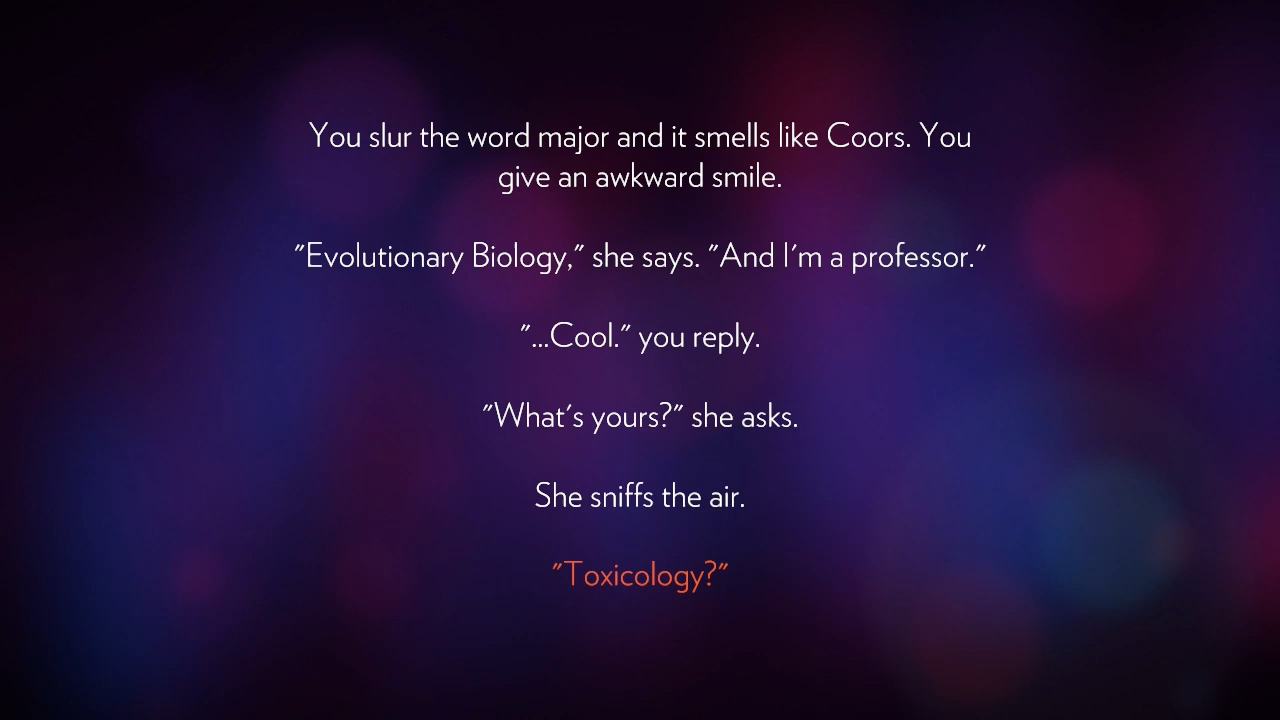 You slur the word major and it smells like Coors. You
give an awkward smile.
"Evolutionary Biology," she says. "And I'm a professor."
"...Cool." you reply.
"What's yours?" she asks.
She sniffs the air.
"Toxicology?"